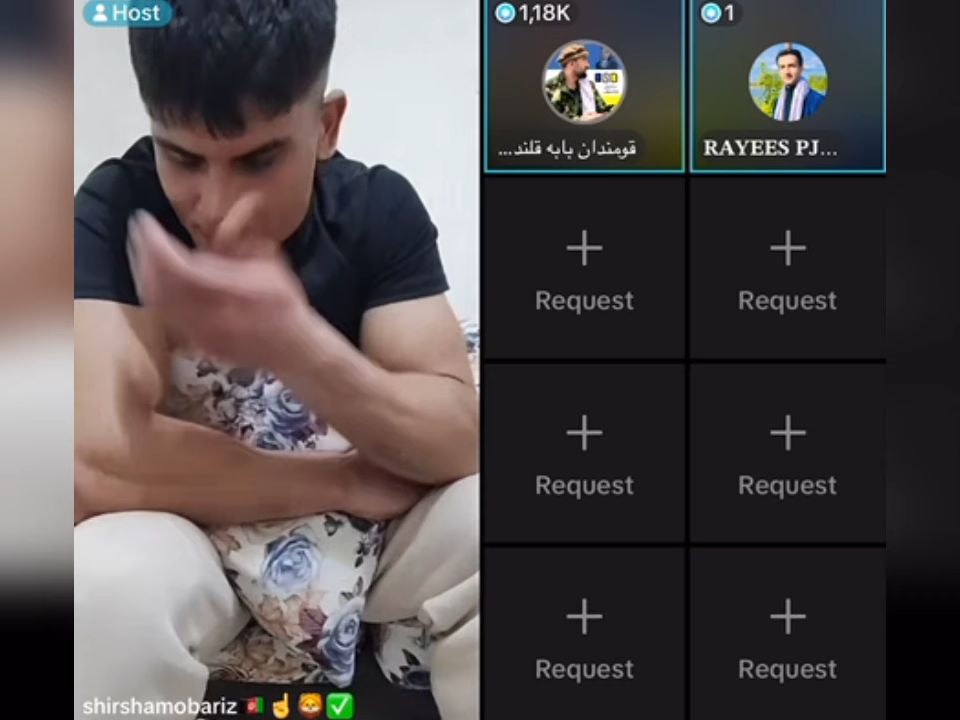 Host
1,18K
1
قومندان بابه قلند...
RAYEES PJ...
Request
Request
Request
Request
Request
Request
shirshamobariz 🇦🇫☝️🦁✅